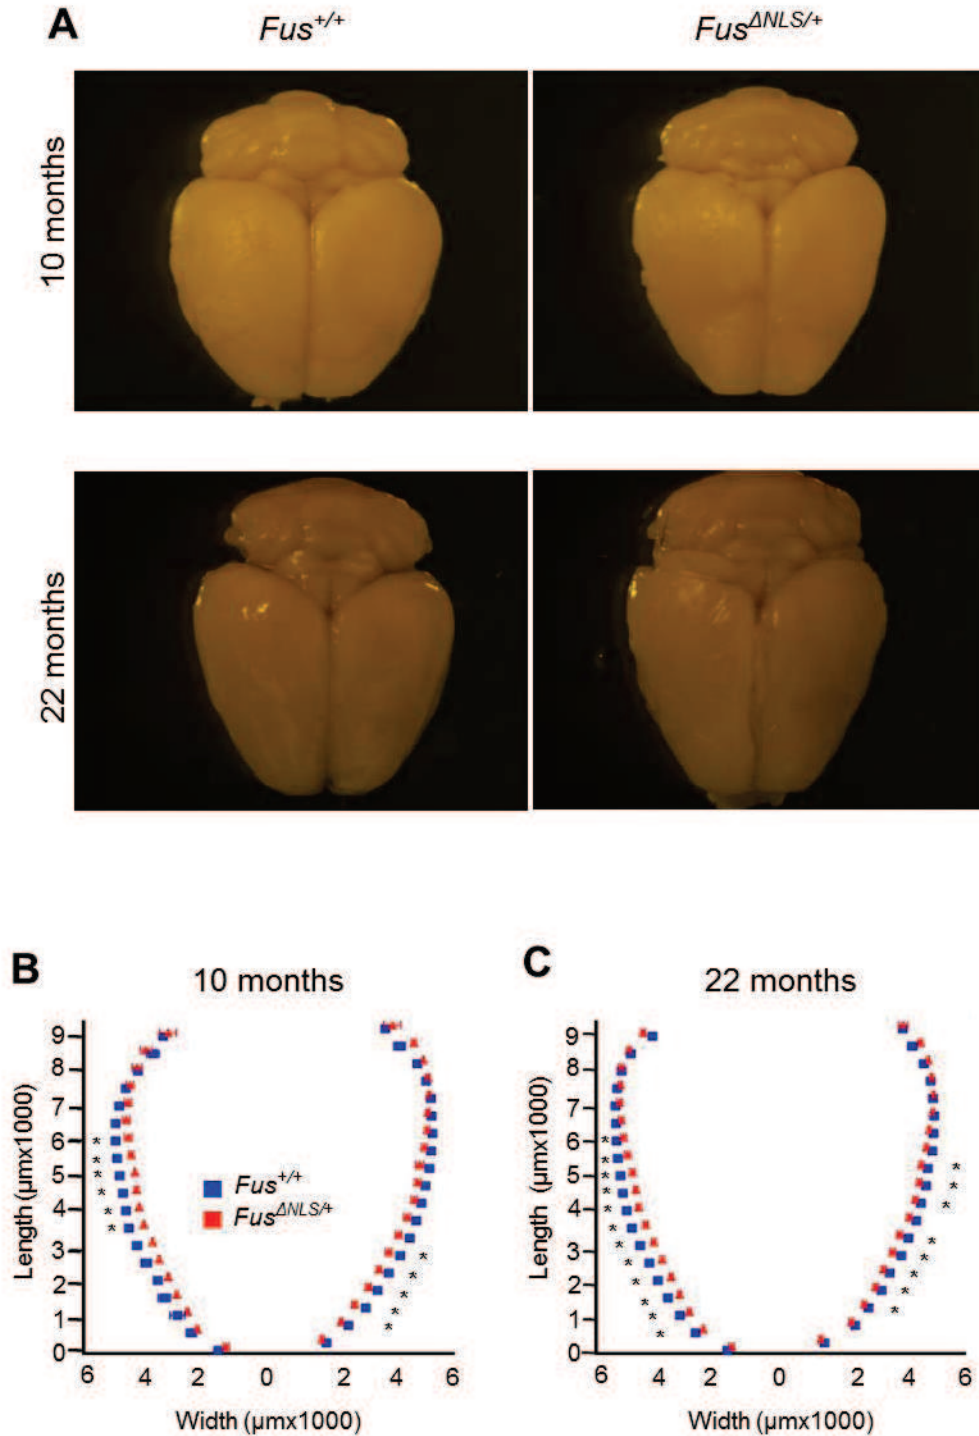 A
Fus+/+
FusΔNLS/+
10 months
22 months
B
10 months
C
22 months
Length (µmx1000)
9
8
7
6
5
4
3
2
1
0
6
4
2
0
2
4
6
Width (µmx1000)
Fus+/+
FusΔNLS/+
* * * * * *
* * * * *
Length (µmx1000)
9
8
7
6
5
4
3
2
1
0
6
4
2
0
2
4
6
Width (µmx1000)
* * * * * * * * * * * *
* * * * * * *